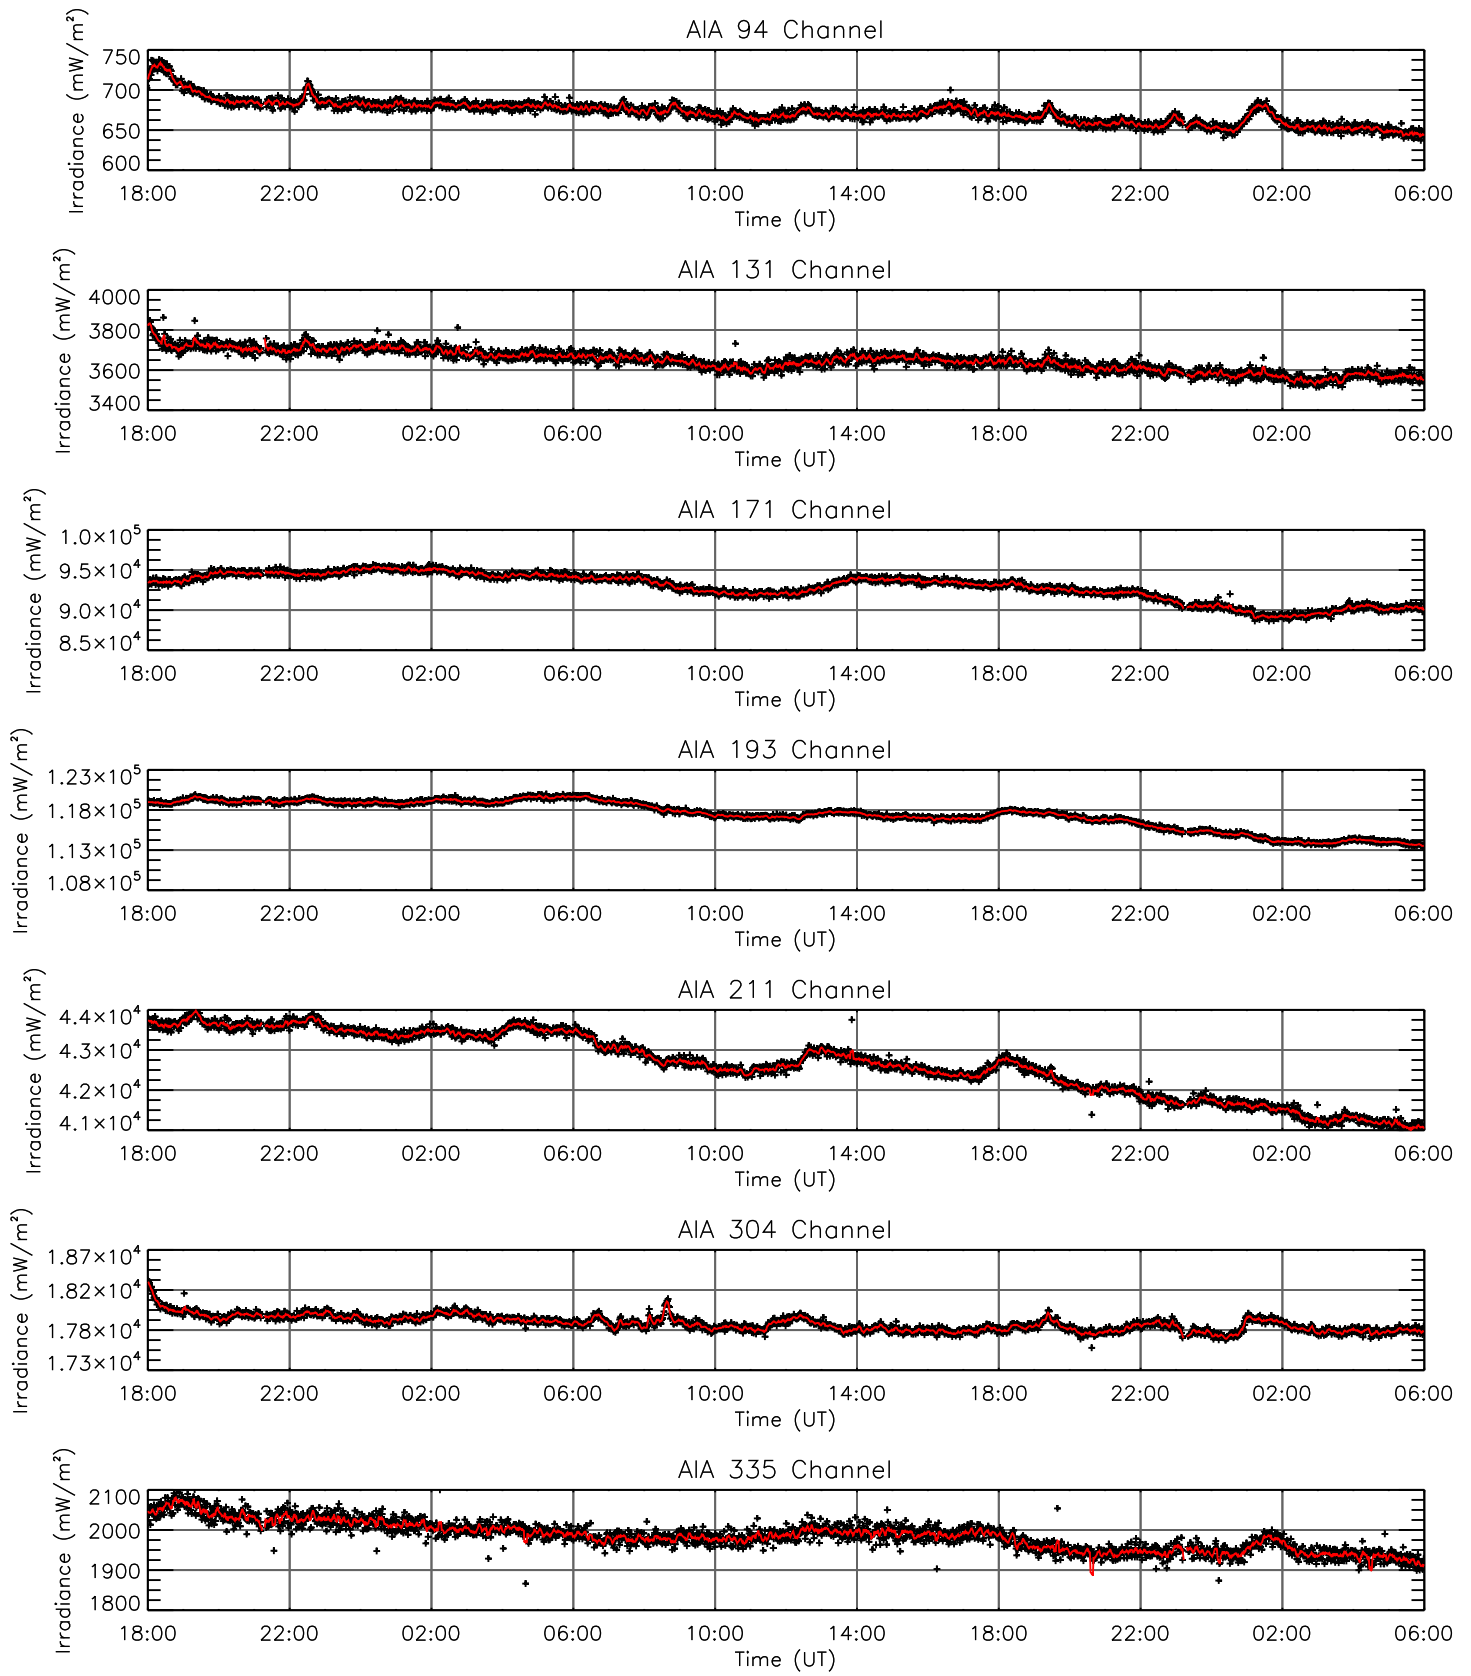 AIA 94 Channel
Irradiance (mW/m²)
750
700
650
600
18:00 22:00 02:00 06:00 10:00 14:00 18:00 22:00 02:00 06:00
Time (UT)
AIA 131 Channel
Irradiance (mW/m²)
4000
3800
3600
3400
18:00 22:00 02:00 06:00 10:00 14:00 18:00 22:00 02:00 06:00
Time (UT)
AIA 171 Channel
Irradiance (mW/m²)
1.0×10⁵
9.5×10⁴
9.0×10⁴
8.5×10⁴
18:00 22:00 02:00 06:00 10:00 14:00 18:00 22:00 02:00 06:00
Time (UT)
AIA 193 Channel
Irradiance (mW/m²)
1.23×10⁵
1.18×10⁵
1.13×10⁵
1.08×10⁵
18:00 22:00 02:00 06:00 10:00 14:00 18:00 22:00 02:00 06:00
Time (UT)
AIA 211 Channel
Irradiance (mW/m²)
4.4×10⁴
4.3×10⁴
4.2×10⁴
4.1×10⁴
18:00 22:00 02:00 06:00 10:00 14:00 18:00 22:00 02:00 06:00
Time (UT)
AIA 304 Channel
Irradiance (mW/m²)
1.87×10⁴
1.82×10⁴
1.78×10⁴
1.73×10⁴
18:00 22:00 02:00 06:00 10:00 14:00 18:00 22:00 02:00 06:00
Time (UT)
AIA 335 Channel
Irradiance (mW/m²)
2100
2000
1900
1800
18:00 22:00 02:00 06:00 10:00 14:00 18:00 22:00 02:00 06:00
Time (UT)